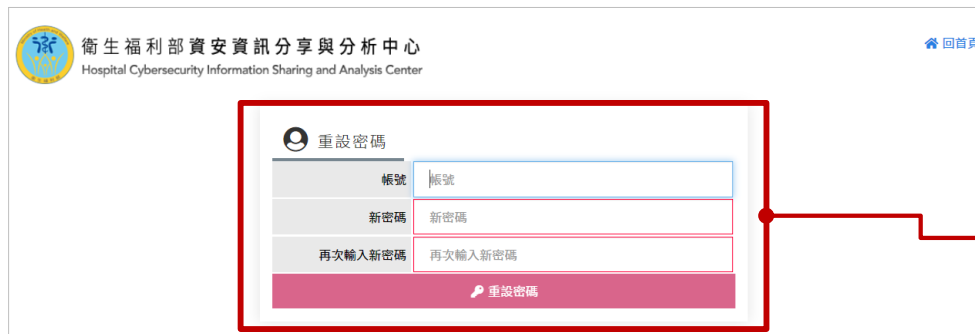 衛生福利部資安資訊分享與分析中心
Hospital Cybersecurity Information Sharing and Analysis Center
回首頁
重設密碼
帳號 帳號
新密碼 新密碼
再次輸入新密碼 再次輸入新密碼
重設密碼